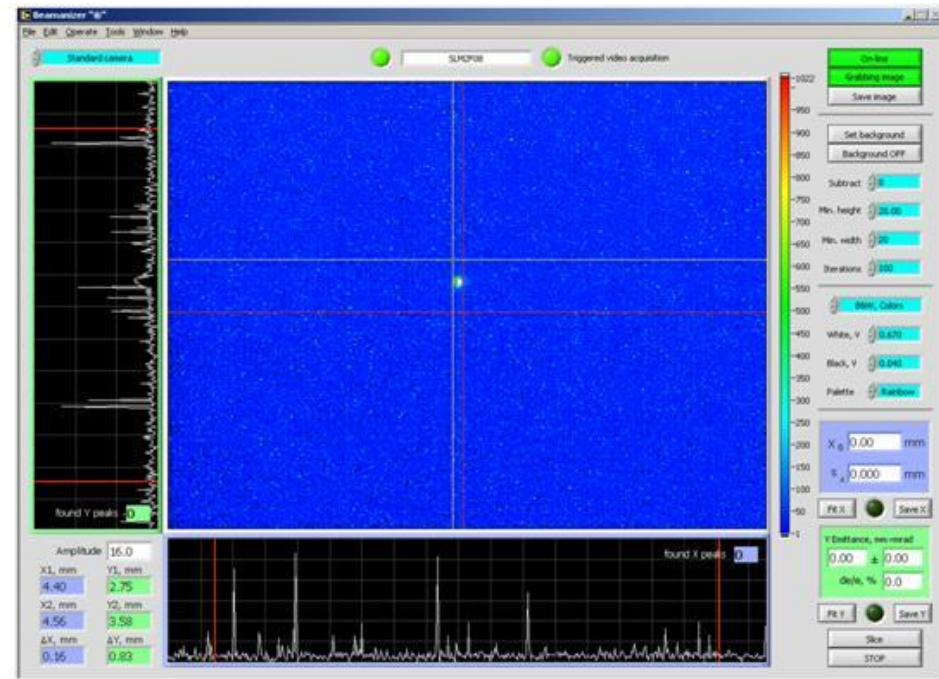 Beamanizer "®"
File Edit Operate Tools Window Help
Standard camera
SLM2F08
Triggered video acquisition
On-line
Grabbing image
Save image
Set background
Background OFF
Subtract 0
Min. height 20.00
Min. width 20
Iterations 100
B&W, Colors
White, V 0.670
Black, V 0.040
Palette Rainbow
1022
950
900
850
800
750
700
650
600
550
500
450
400
350
300
250
200
150
100
50
1
X 0 0.00 mm
0.000 mm
Fit X Save X
Y Emittance, nm·mrad
0.00 ± 0.00
de/e, % 0.0
Fit Y Save Y
Slice
STOP
found Y peaks 0
found X peaks 0
Amplitude 16.0
X1, mm Y1, mm
4.40 2.75
X2, mm Y2, mm
4.56 3.58
ΔX, mm ΔY, mm
0.16 0.83